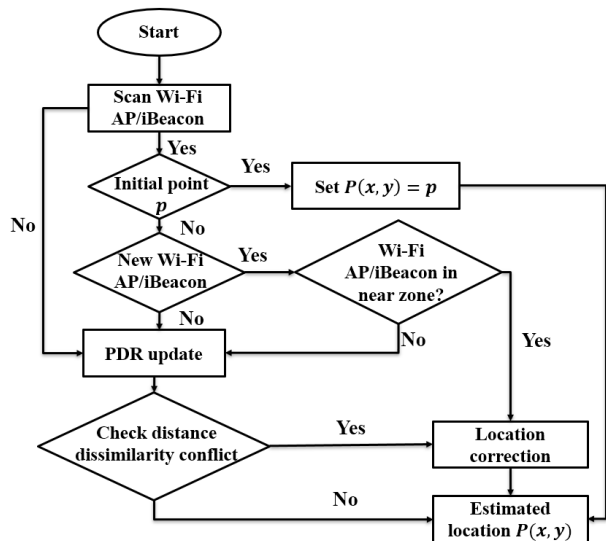 Start
Scan Wi-Fi
AP/iBeacon
Yes
Initial point
p
Yes
Set P(x, y) = p
No
No
New Wi-Fi
AP/iBeacon
Yes
Wi-Fi
AP/iBeacon in
near zone?
No
No
Yes
PDR update
Check distance
dissimilarity conflict
Yes
Location
correction
No
Estimated
location P(x, y)